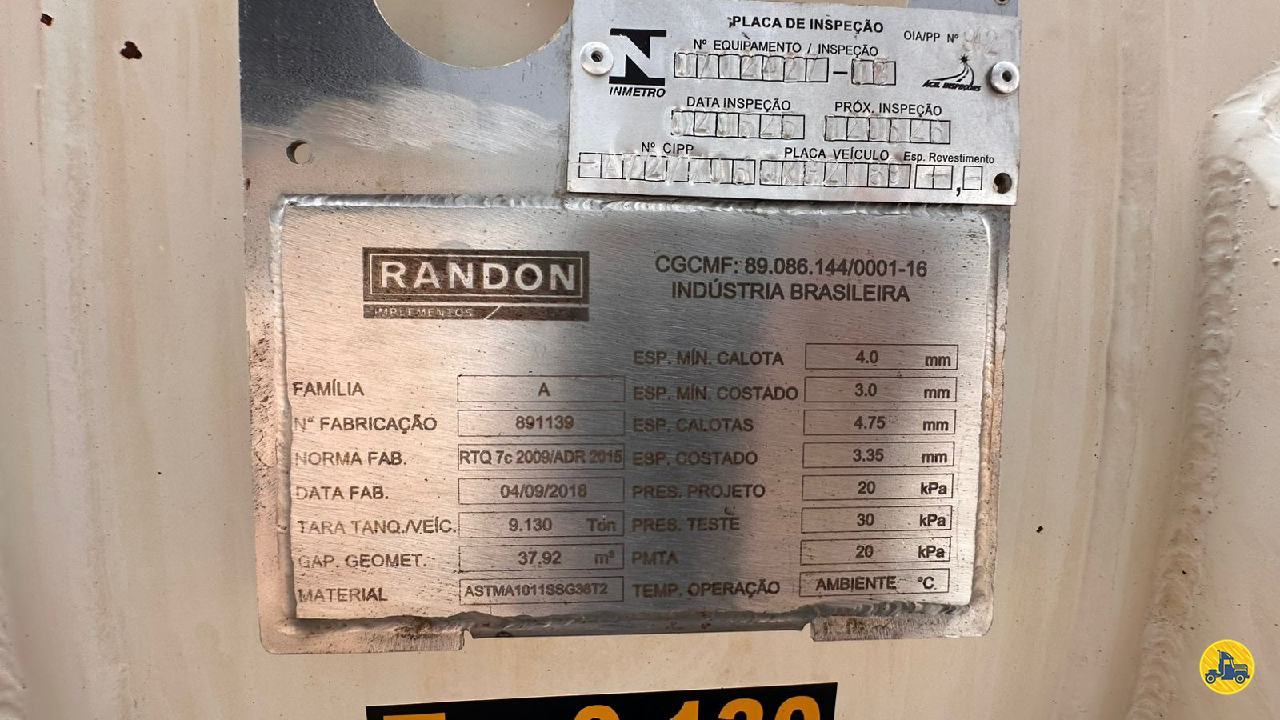 PLACA DE INSPEÇÃO
OIA/PP Nº
Nº EQUIPAMENTO / INSPEÇÃO
INMETRO
DATA INSPEÇÃO PRÓX. INSPEÇÃO
Nº CIPP PLACA VEÍCULO Esp. Revestimento
RANDON
IMPLEMENTOS
CGCMF: 89.086.144/0001-16
INDÚSTRIA BRASILEIRA
ESP. MÍN. CALOTA 4.0 mm
FAMÍLIA A ESP. MÍN. COSTADO 3.0 mm
Nº FABRICAÇÃO 891139 ESP. CALOTAS 4.75 mm
NORMA FAB. RTQ 7c 2009/ADR 2015 ESP. COSTADO 3.35 mm
DATA FAB. 04/09/2018 PRES. PROJETO 20 kPa
TARA TANQ./VEÍC. 9.130 Ton PRES. TESTE 30 kPa
CAP. GEOMET. 37,92 m³ PMTA 20 kPa
MATERIAL ASTMA1011SSG36T2 TEMP. OPERAÇÃO AMBIENTE °C